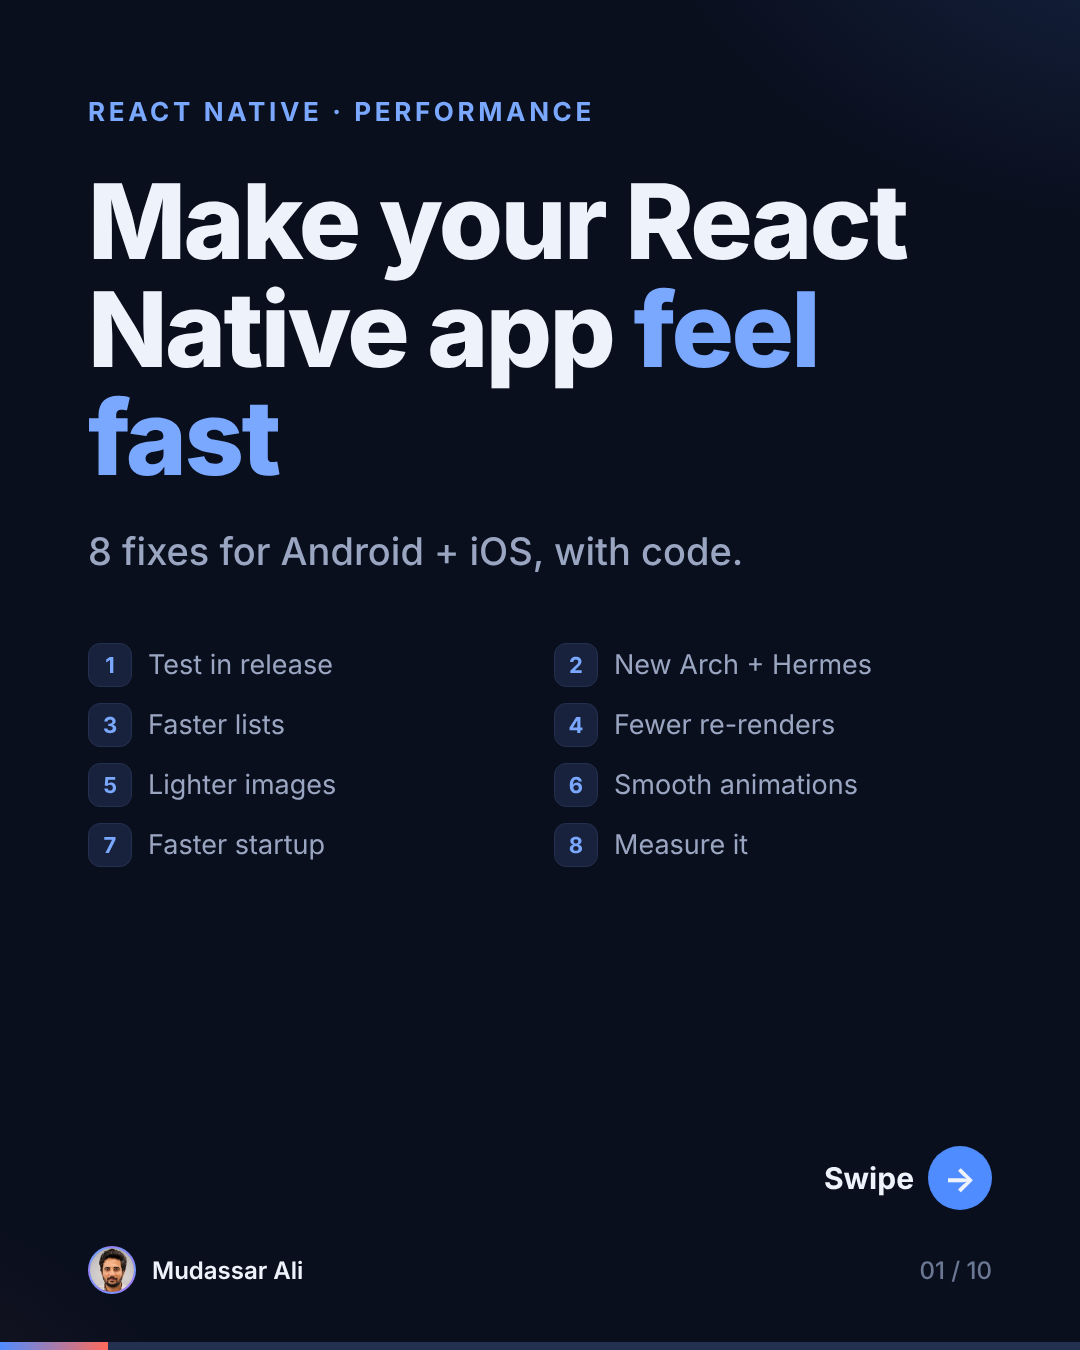 REACT NATIVE · PERFORMANCE
Make your React
Native app feel
fast
8 fixes for Android + iOS, with code.
1 Test in release
2 New Arch + Hermes
3 Faster lists
4 Fewer re-renders
5 Lighter images
6 Smooth animations
7 Faster startup
8 Measure it
Swipe →
Mudassar Ali
01 / 10